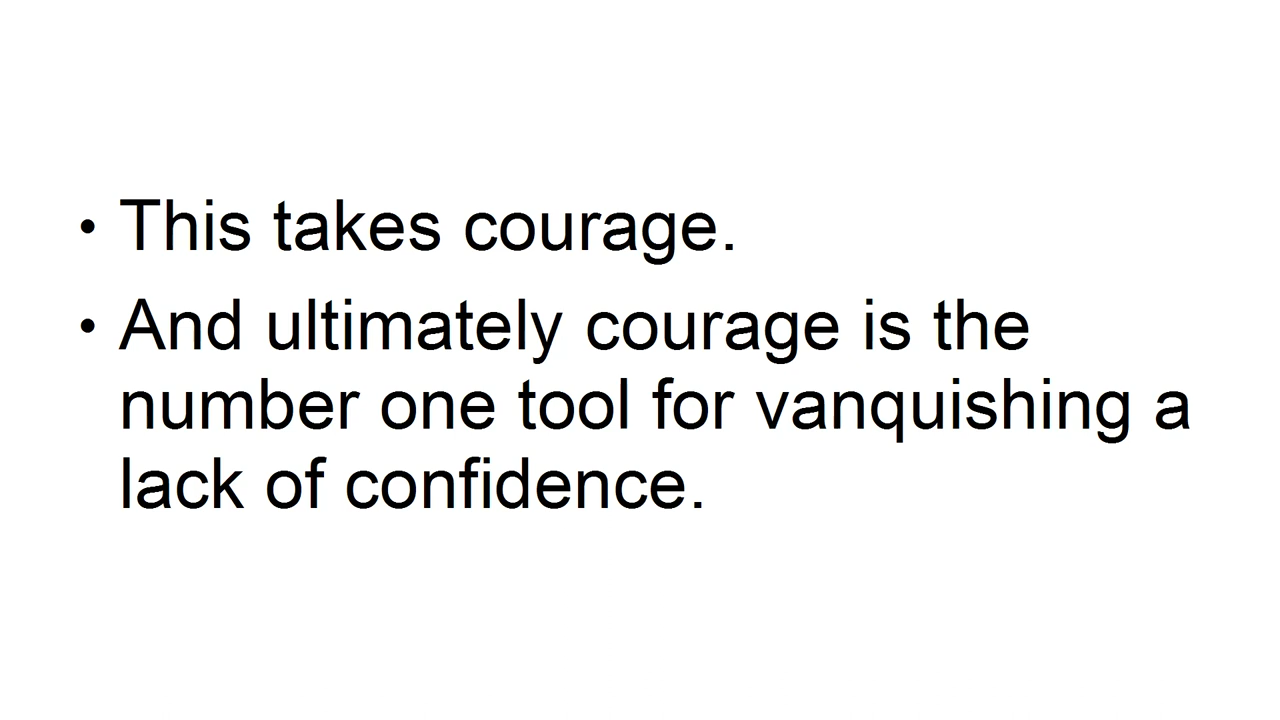 • This takes courage.
• And ultimately courage is the
number one tool for vanquishing a
lack of confidence.